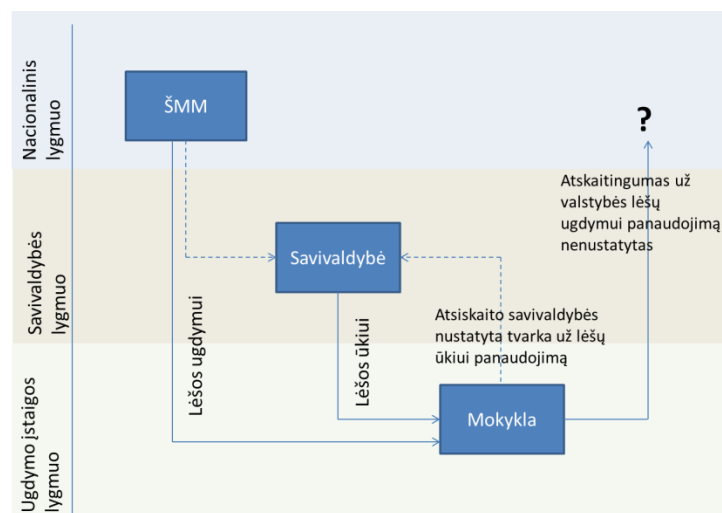 Nacionalinis
lygmuo
ŠMM
?
Atskaitingumas už
valstybės lėšų
ugdymui panaudojimą
nenustatytas
Savivaldybės
lygmuo
Savivaldybė
Lėšos ugdymui
Lėšos ūkiui
Atsiskaito savivaldybės
nustatyta tvarka už lėšų
ūkiui panaudojimą
Ugdymo įstaigos
lygmuo
Mokykla